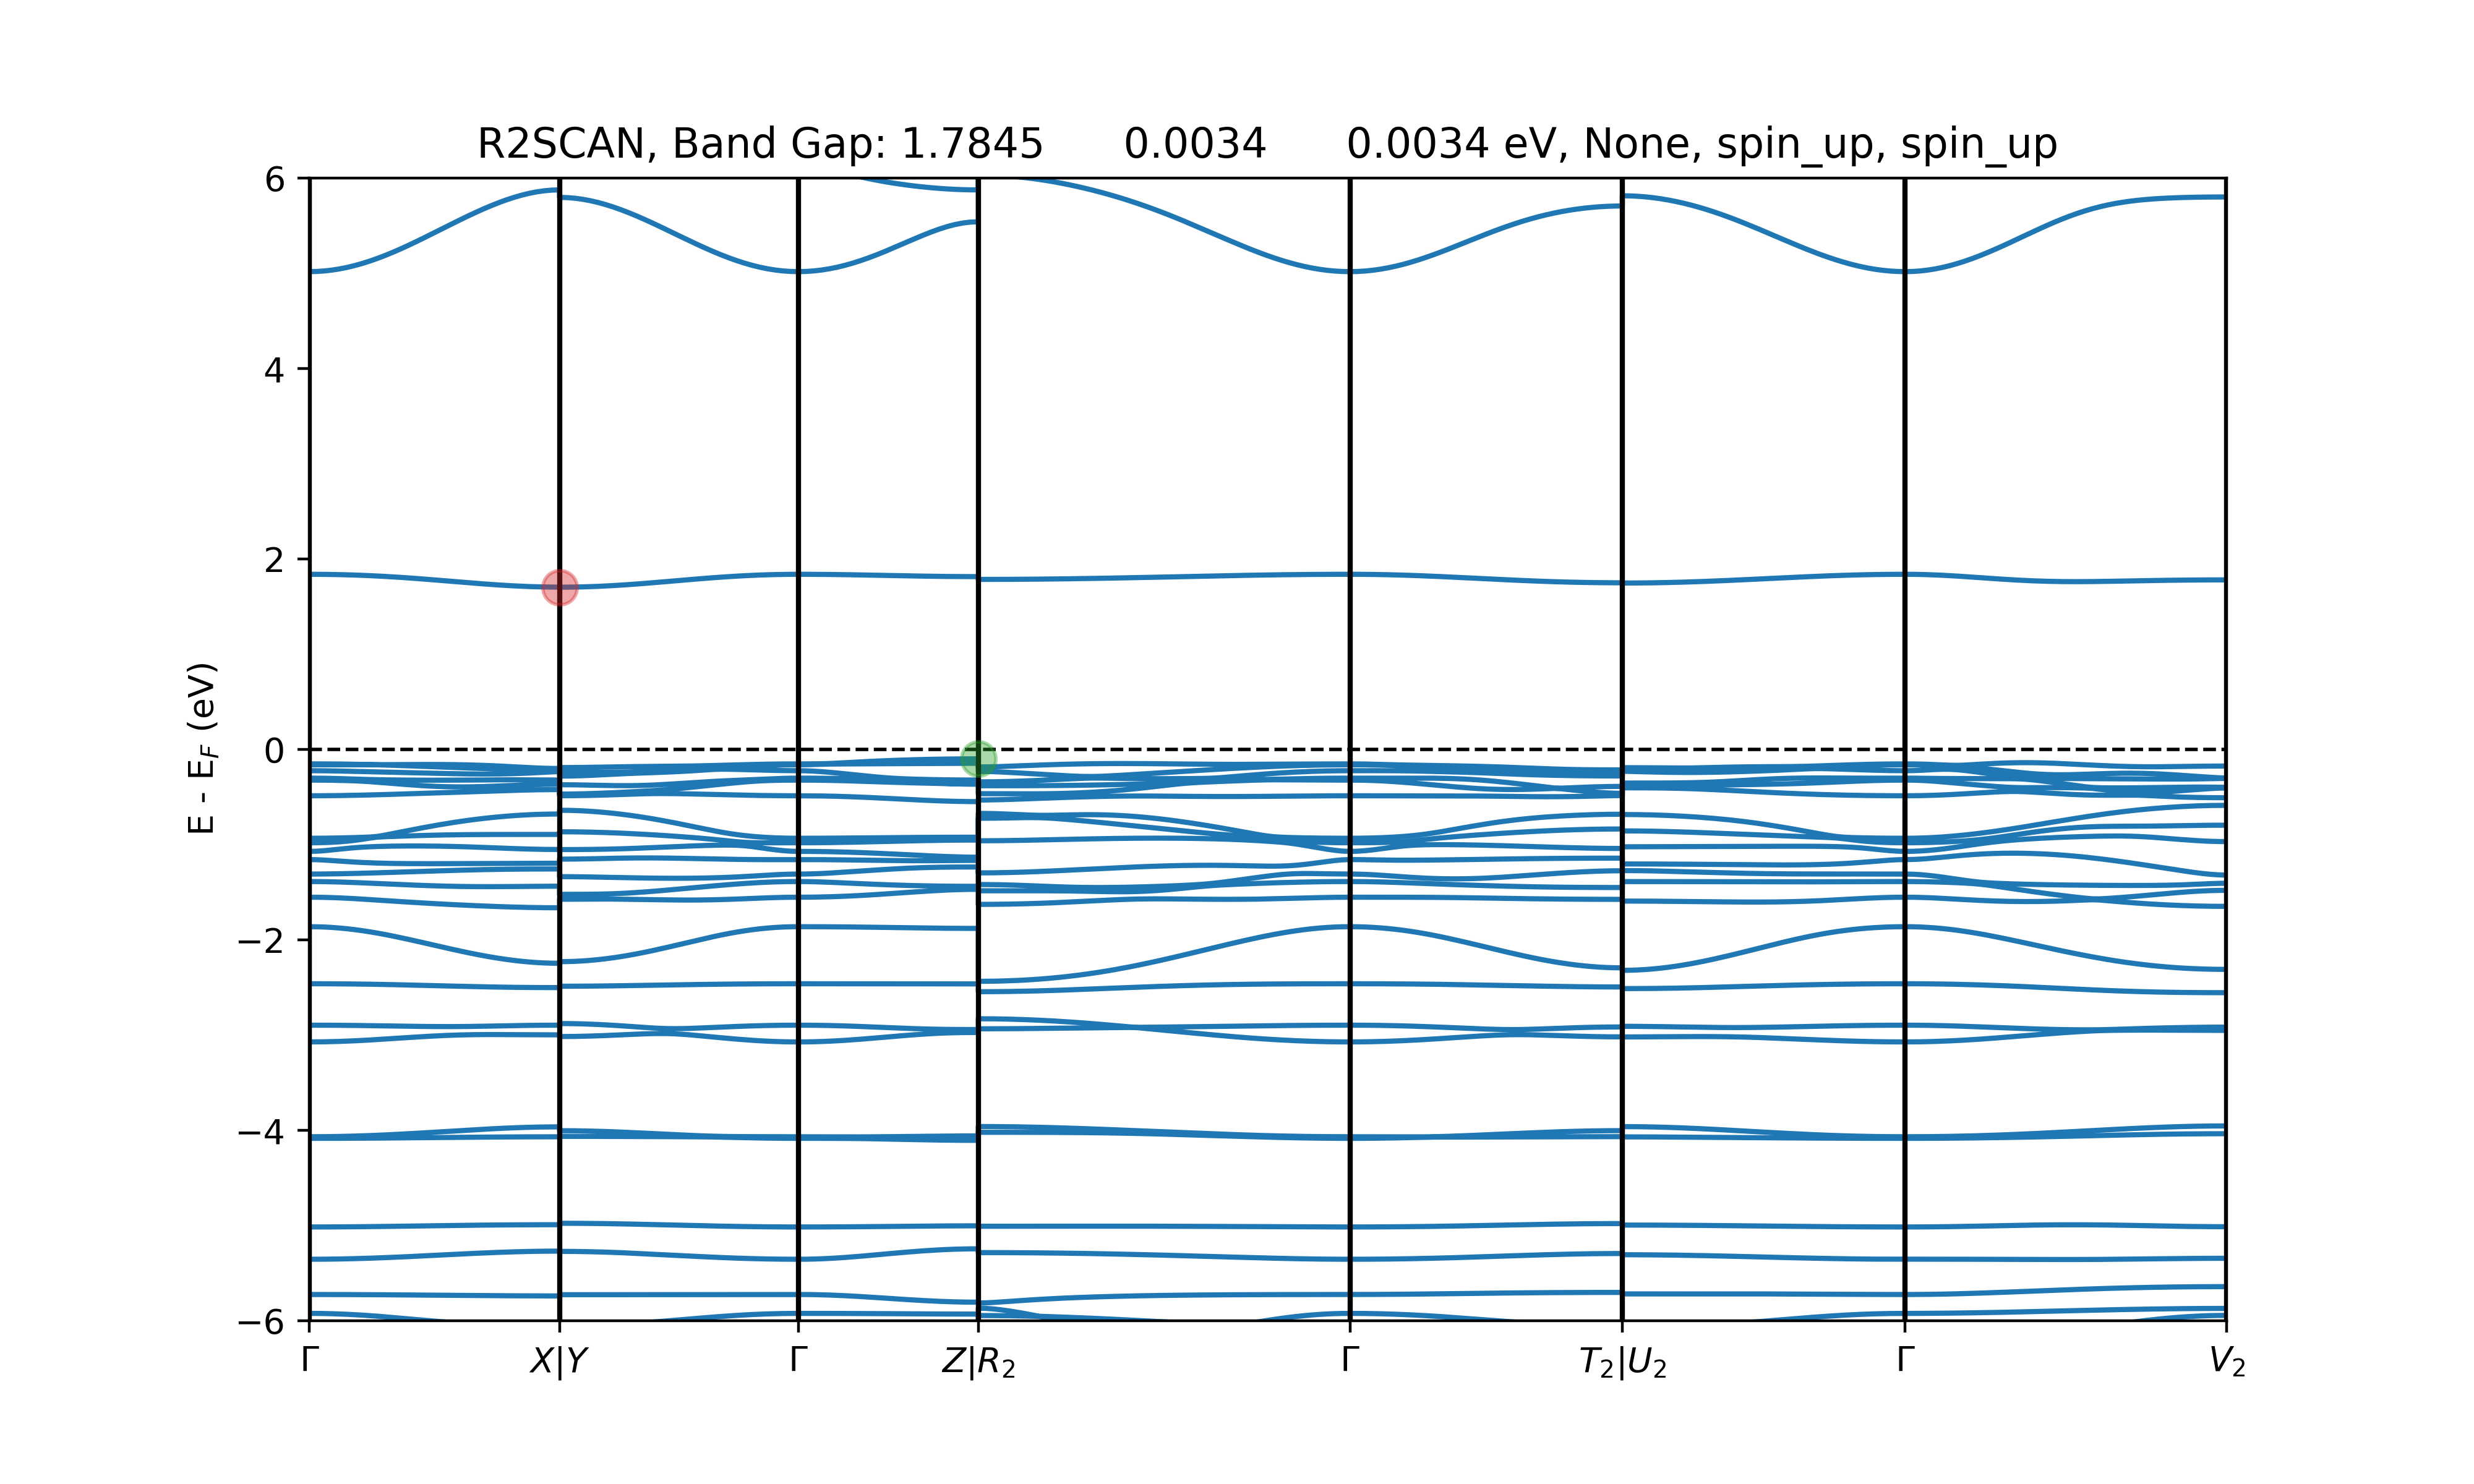 R2SCAN, Band Gap: 1.7845 0.0034 0.0034 eV, None, spin_up, spin_up
E - E_F (eV)
6
4
2
0
−2
−4
−6
Γ X|Y Γ Z|R₂ Γ T₂|U₂ Γ V₂